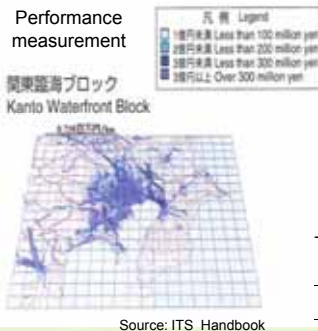 Performance
measurement
凡 例 Legend
1億円未満 Less than 100 million yen
2億円未満 Less than 200 million yen
3億円未満 Less than 300 million yen
3億円以上 Over 300 million yen
関東臨海ブロック
Kanto Waterfront Block
Source: ITS Handbook